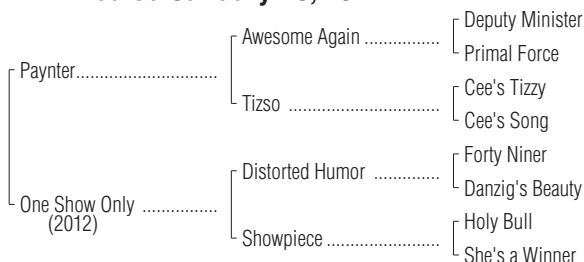 Deputy Minister
Awesome Again ................
Primal Force
Paynter..............................
Cee's Tizzy
Tizso ................................
Cee's Song
Forty Niner
Distorted Humor ..............
Danzig's Beauty
One Show Only ................
(2012)
Holy Bull
Showpiece ........................
She's a Winner